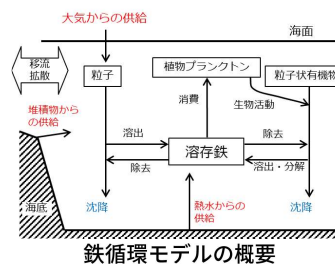 大気からの供給
海面
移流
拡散
粒子
植物プランクトン
粒子状有機物
堆積物から
の供給
消費
生物活動
溶出
溶存鉄
除去
除去
溶出・分解
海底
沈降
熱水からの
供給
沈降
鉄循環モデルの概要